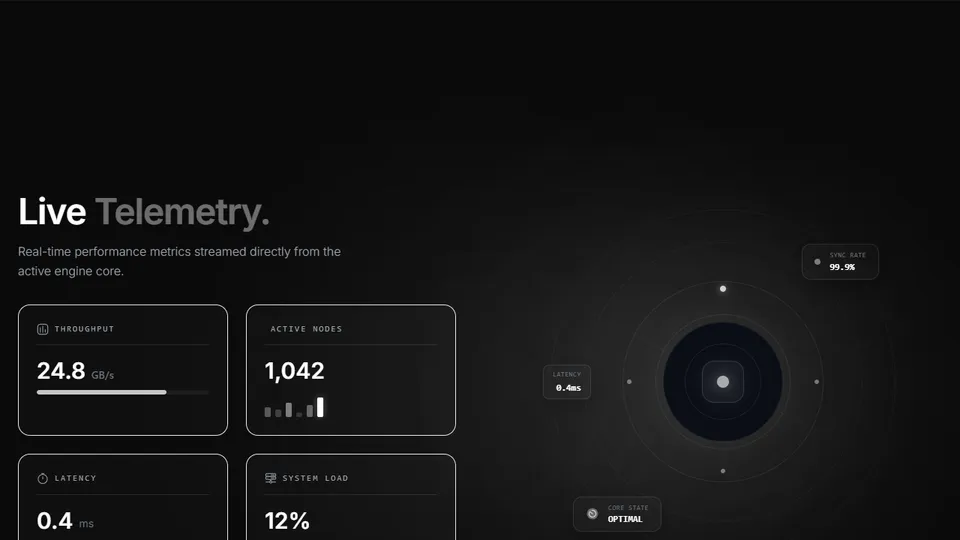 Live Telemetry.
Real-time performance metrics streamed directly from the
active engine core.
THROUGHPUT
24.8 GB/s
ACTIVE NODES
1,042
LATENCY
0.4 ms
SYSTEM LOAD
12%
SYNC RATE
99.9%
LATENCY
0.4ms
CORE STATE
OPTIMAL